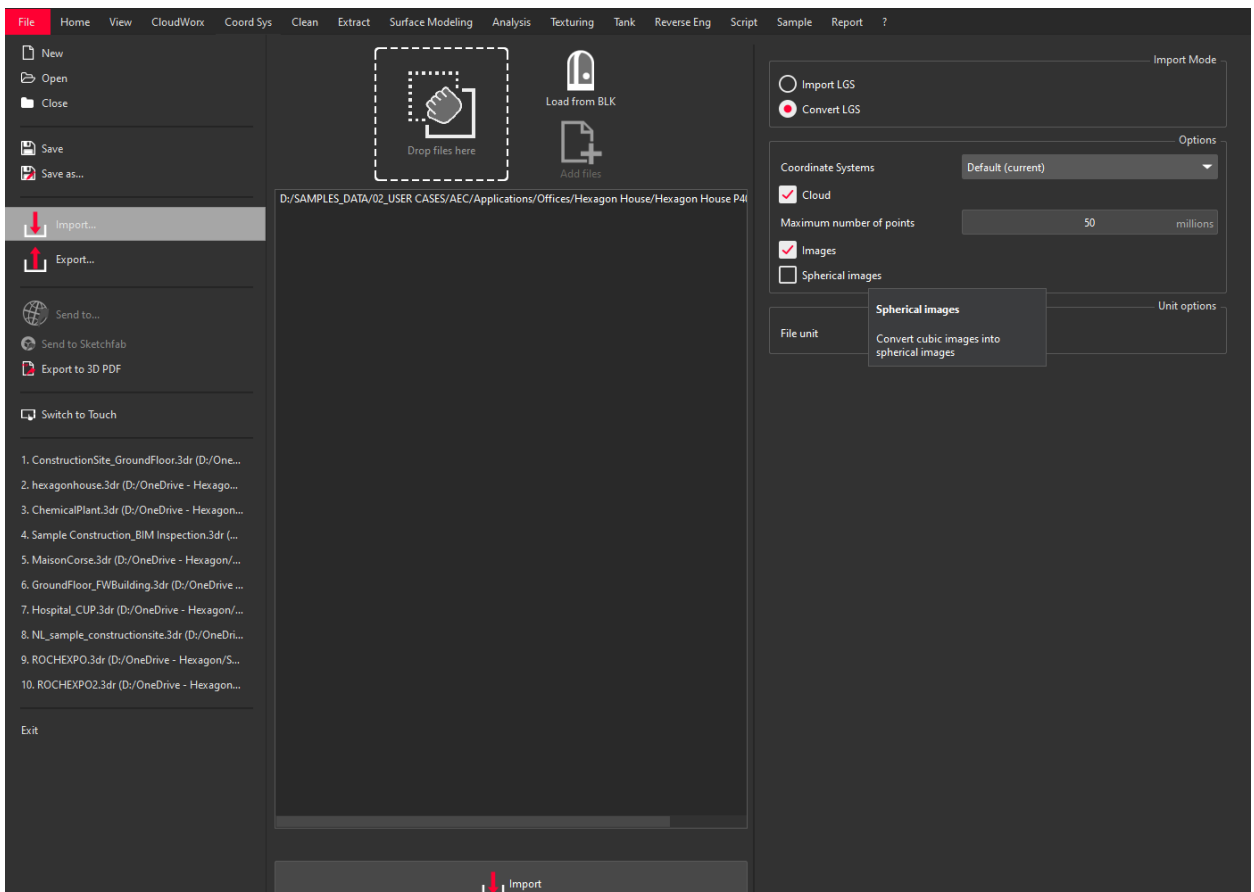 File Home View CloudWorx Coord Sys Clean Extract Surface Modeling Analysis Texturing Tank Reverse Eng Script Sample Report ?
New
Open
Close
Save
Save as...
Import...
Export...
Send to...
Send to Sketchfab
Export to 3D PDF
Switch to Touch
1. ConstructionSite_GroundFloor.3dr (D:/One...
2. hexagonhouse.3dr (D:/OneDrive - Hexago...
3. ChemicalPlant.3dr (D:/OneDrive - Hexagon...
4. Sample Construction_BIM Inspection.3dr (...
5. MaisonCorse.3dr (D:/OneDrive - Hexagon/...
6. GroundFloor_FWBuilding.3dr (D:/OneDrive ...
7. Hospital_CUP.3dr (D:/OneDrive - Hexagon/...
8. NL_sample_constructionsite.3dr (D:/OneDri...
9. ROCHEXPO.3dr (D:/OneDrive - Hexagon/S...
10. ROCHEXPO2.3dr (D:/OneDrive - Hexagon...
Exit
Drop files here
Load from BLK
Add files
D:/SAMPLES_DATA/02_USER CASES/AEC/Applications/Offices/Hexagon House/Hexagon House P40
Import
Import Mode
Import LGS
Convert LGS
Options
Coordinate Systems Default (current)
Cloud
Maximum number of points 50 millions
Images
Spherical images
Unit options
File unit
Spherical images
Convert cubic images into
spherical images